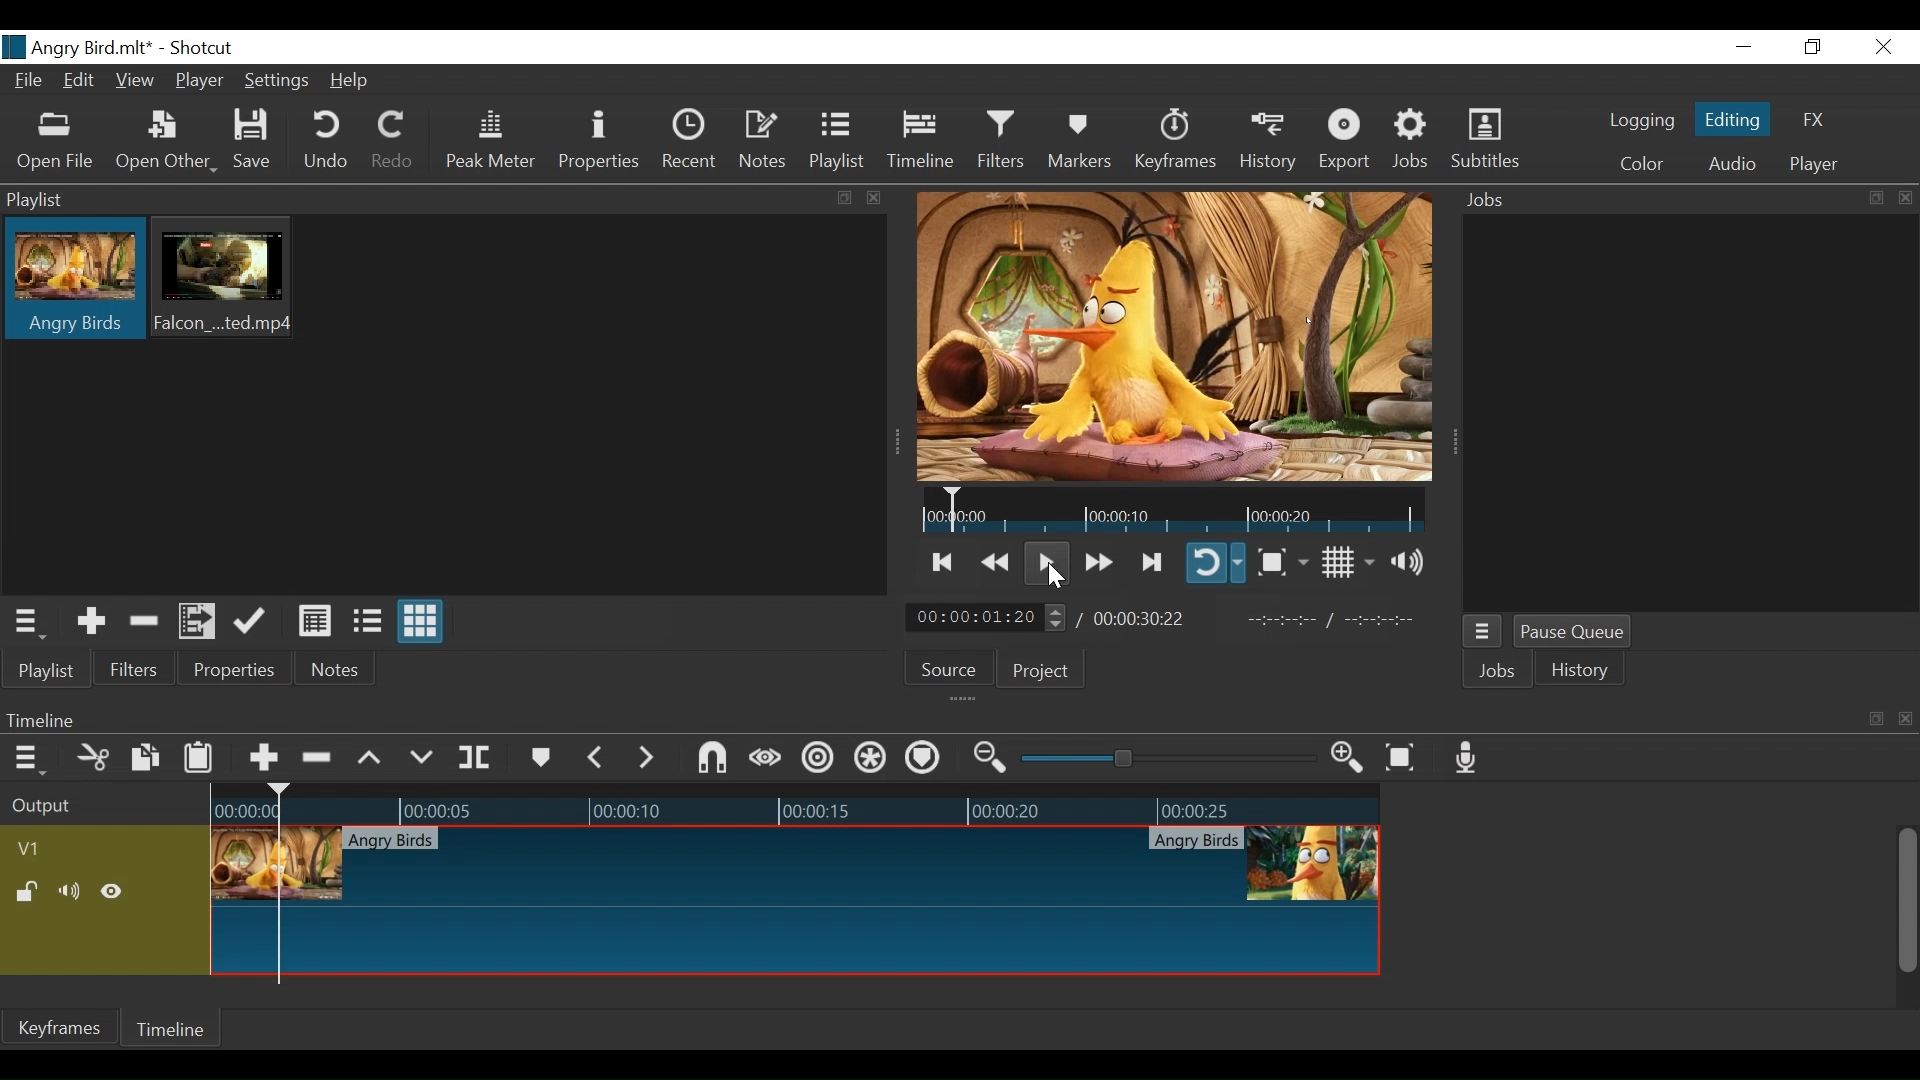 Angry Bird.mlt* - Shotcut
File Edit View Player Settings Help
Open File Open Other Save Undo Redo Peak Meter Properties Recent Notes Playlist Timeline Filters Markers Keyframes History Export Jobs Subtitles
Logging Editing FX
Color Audio Player
Playlist
Angry Birds
Falcon_...ted.mp4
00:00:00 00:00:10 00:00:20
00:00:01:20 / 00:00:30:22 --:--:--:-- / --:--:--:--
Source Project
Jobs
Pause Queue
Jobs History
Playlist Filters Properties Notes
Timeline
Output
00:00:00 00:00:05 00:00:10 00:00:15 00:00:20 00:00:25
V1
Angry Birds
Angry Birds
Keyframes Timeline